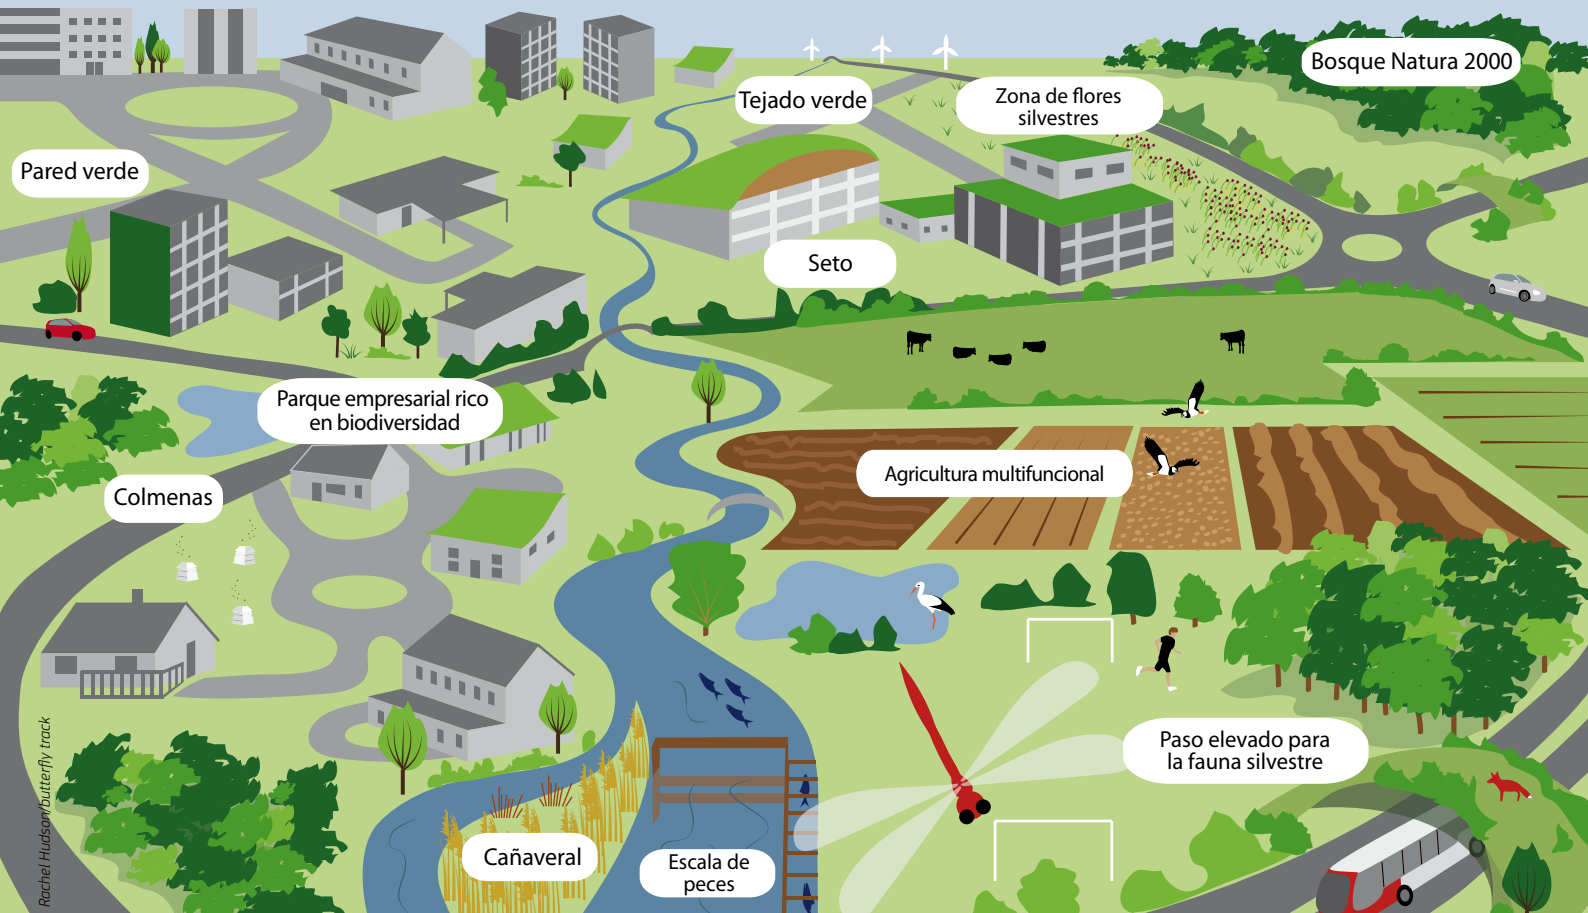 Bosque Natura 2000
Tejado verde
Zona de flores
silvestres
Pared verde
Seto
Parque empresarial rico
en biodiversidad
Agricultura multifuncional
Colmenas
Paso elevado para
la fauna silvestre
Cañaveral
Escala de
peces
Rachel Hudson/butterfly track